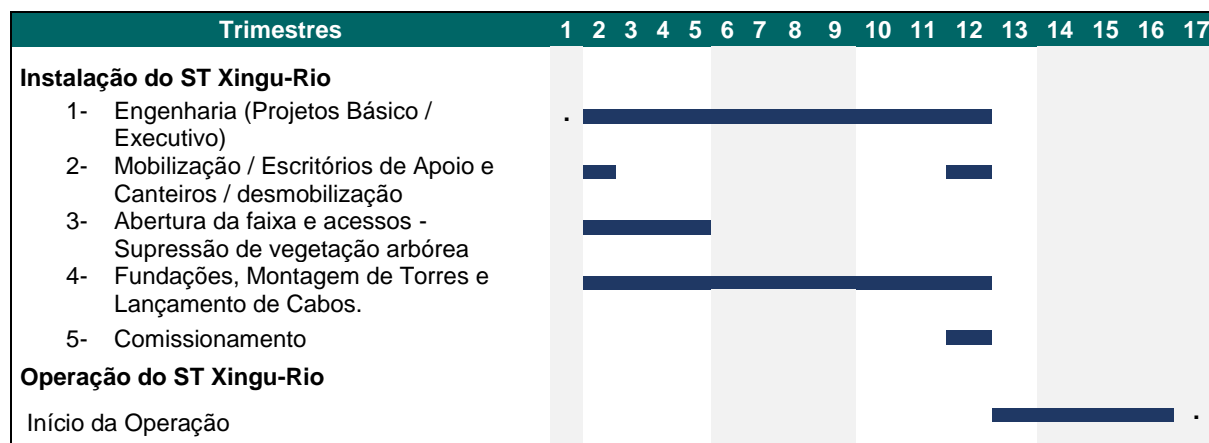 Trimestres 1 2 3 4 5 6 7 8 9 10 11 12 13 14 15 16 17
Instalação do ST Xingu-Rio
1- Engenharia (Projetos Básico /
Executivo)
.
2- Mobilização / Escritórios de Apoio e
Canteiros / desmobilização
3- Abertura da faixa e acessos -
Supressão de vegetação arbórea
4- Fundações, Montagem de Torres e
Lançamento de Cabos.
5- Comissionamento
Operação do ST Xingu-Rio
Início da Operação .